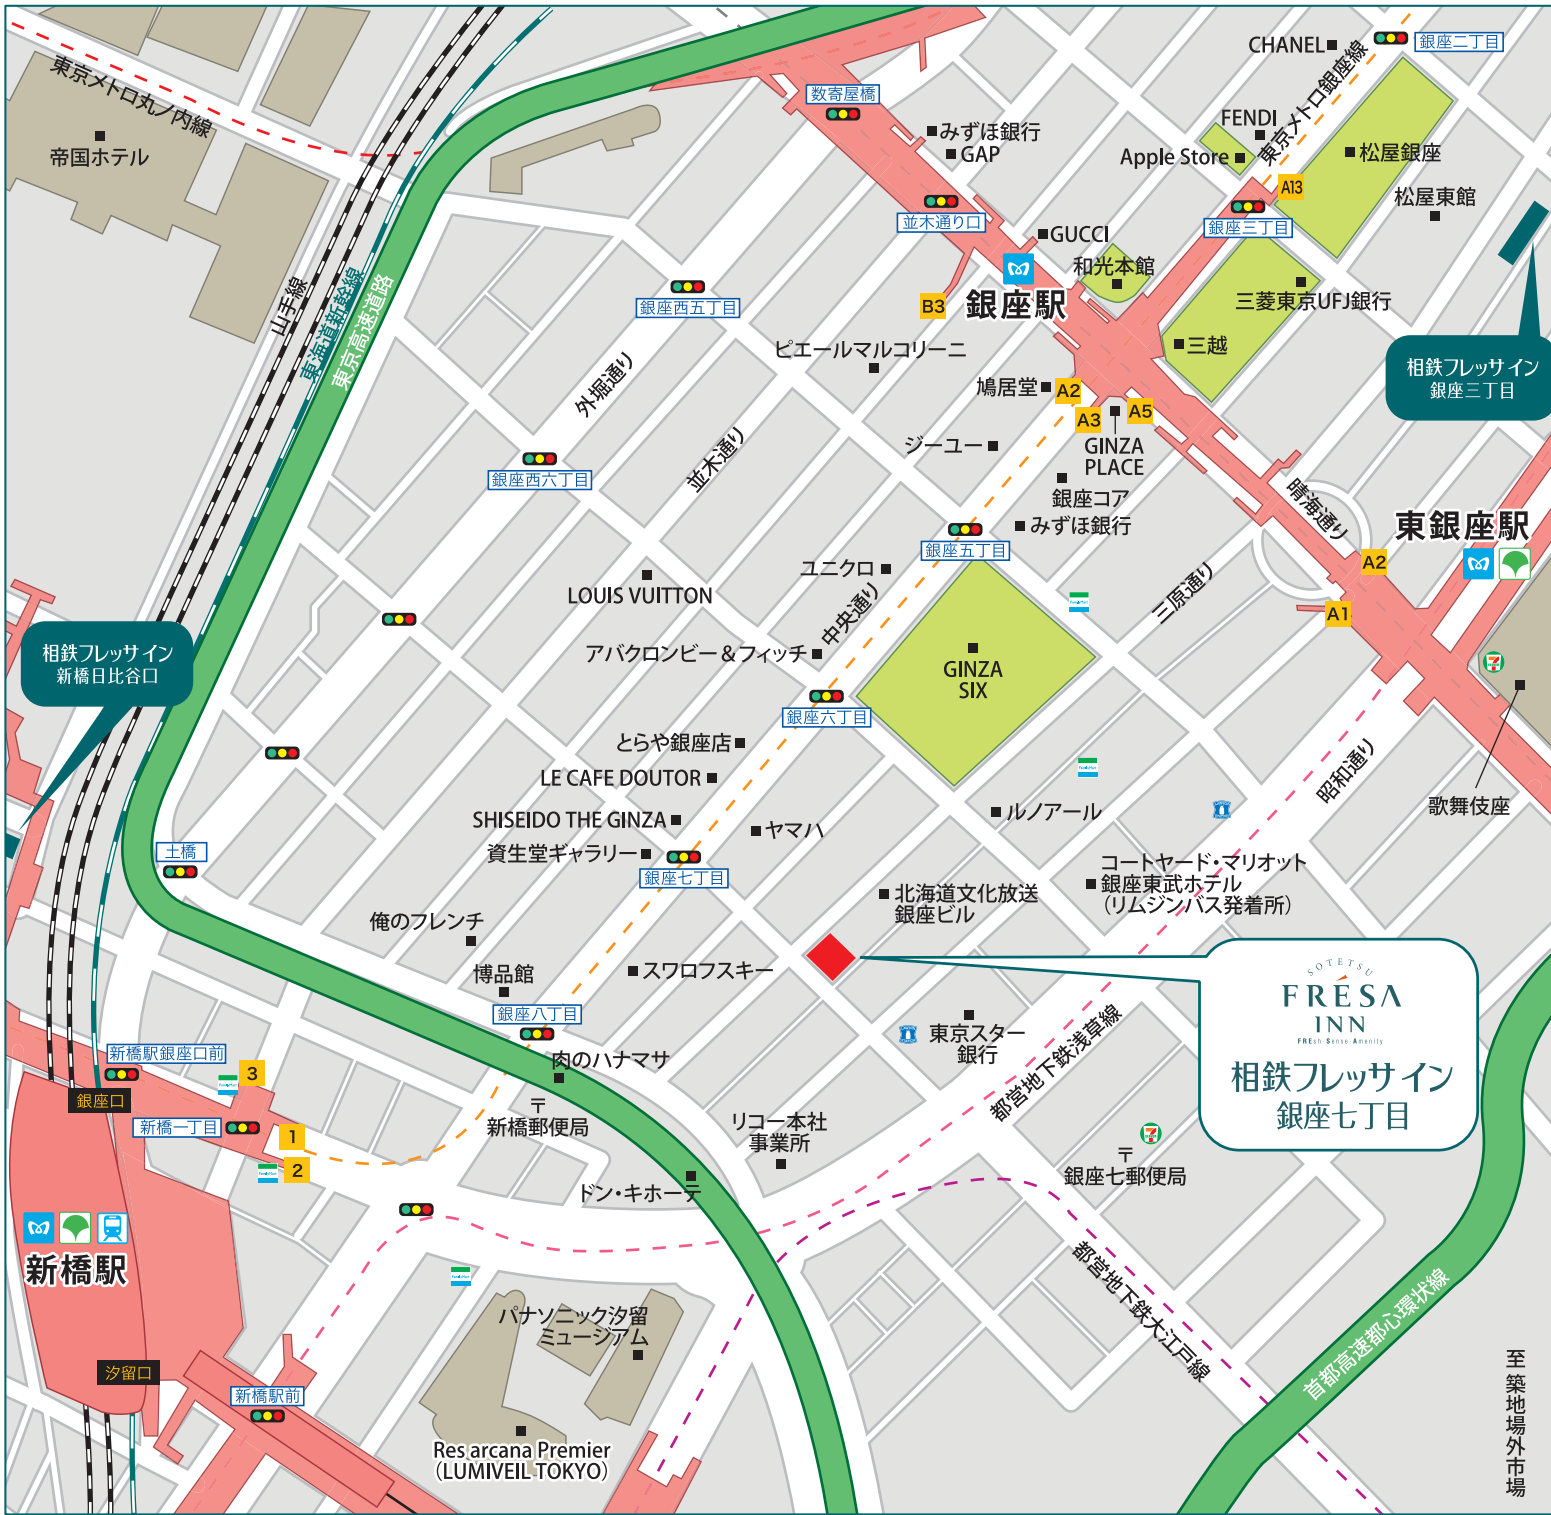 CHANEL
銀座二丁目
東京メトロ銀座線
東京メトロ丸ノ内線
帝国ホテル
数寄屋橋
みずほ銀行
GAP
FENDI
Apple Store
松屋銀座
A13
松屋東館
並木通り口
銀座三丁目
GUCCI
和光本館
銀座駅
B3
三菱東京UFJ銀行
三越
山手線
東海道新幹線
東京高速道路
銀座西五丁目
ピエールマルコリーニ
外堀通り
鳩居堂
A2
A3
A5
GINZA
PLACE
相鉄フレッサイン
銀座三丁目
ジーユー
並木通り
銀座西六丁目
銀座コア
みずほ銀行
晴海通り
東銀座駅
銀座五丁目
A2
A1
ユニクロ
LOUIS VUITTON
中央通り
三原通り
FamilyMart
相鉄フレッサイン
新橋日比谷口
アバクロンビー＆フィッチ
GINZA
SIX
銀座六丁目
とらや銀座店
LE CAFE DOUTOR
FamilyMart
昭和通り
歌舞伎座
SHISEIDO THE GINZA
ヤマハ
ルノアール
資生堂ギャラリー
土橋
銀座七丁目
コートヤード・マリオット
銀座東武ホテル
（リムジンバス発着所）
北海道文化放送
銀座ビル
俺のフレンチ
博品館
スワロフスキー
銀座八丁目
東京スター
銀行
都営地下鉄浅草線
SOTETSU
FRÉSA
INN
FREsh Sense Amenity
相鉄フレッサイン
銀座七丁目
新橋駅銀座口前
肉のハナマサ
銀座口
3
FamilyMart
〒
新橋郵便局
新橋一丁目
1
2
FamilyMart
リコー本社
事業所
〒
銀座七郵便局
ドン・キホーテ
新橋駅
FamilyMart
都営地下鉄大江戸線
首都高速都心環状線
パナソニック汐留
ミュージアム
汐留口
新橋駅前
Res arcana Premier
（LUMIVEIL TOKYO）
至 築地場外市場